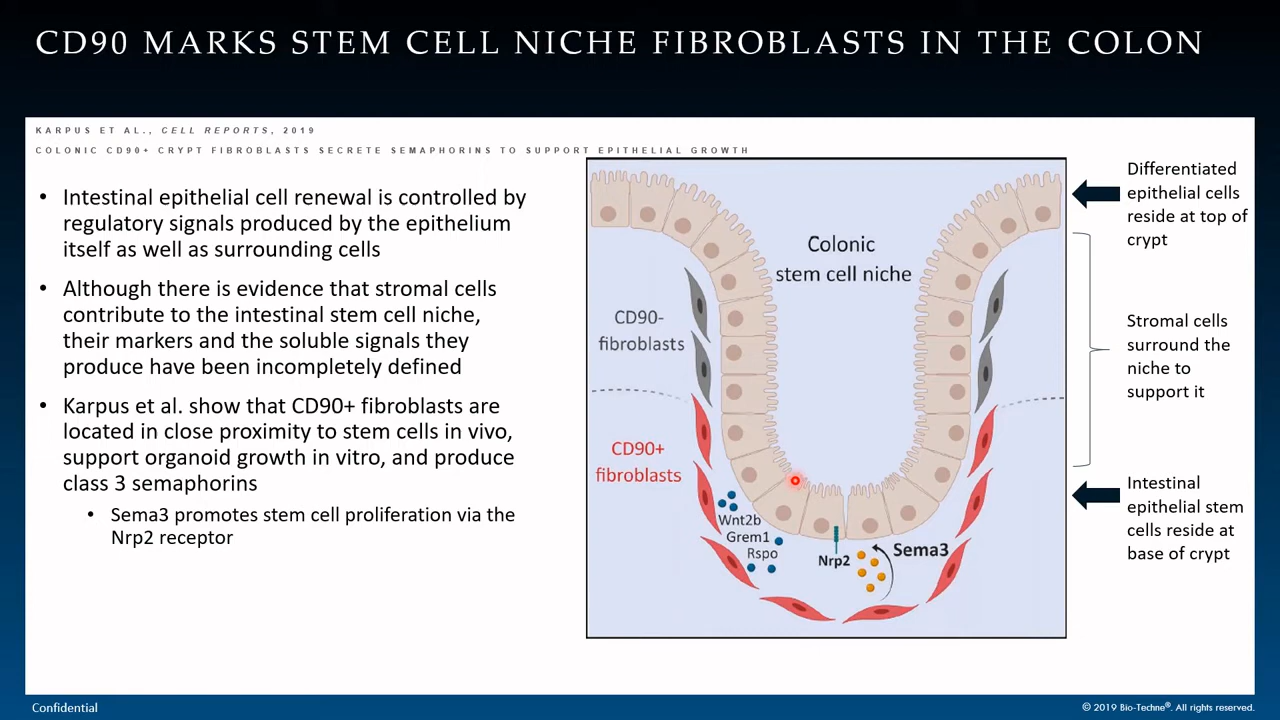 CD90 MARKS STEM CELL NICHE FIBROBLASTS IN THE COLON
KARPUS ET AL., CELL REPORTS, 2019
COLONIC CD90+ CRYPT FIBROBLASTS SECRETE SEMAPHORINS TO SUPPORT EPITHELIAL GROWTH
• Intestinal epithelial cell renewal is controlled by
regulatory signals produced by the epithelium
itself as well as surrounding cells
• Although there is evidence that stromal cells
contribute to the intestinal stem cell niche,
their markers and the soluble signals they
produce have been incompletely defined
• Karpus et al. show that CD90+ fibroblasts are
located in close proximity to stem cells in vivo,
support organoid growth in vitro, and produce
class 3 semaphorins
• Sema3 promotes stem cell proliferation via the
Nrp2 receptor
Colonic
stem cell niche
CD90-
fibroblasts
CD90+
fibroblasts
Wnt2b
Grem1
Rspo
Nrp2
Sema3
Differentiated
epithelial cells
reside at top of
crypt
Stromal cells
surround the
niche to
support it
Intestinal
epithelial stem
cells reside at
base of crypt
Confidential
© 2019 Bio-Techne®. All rights reserved.